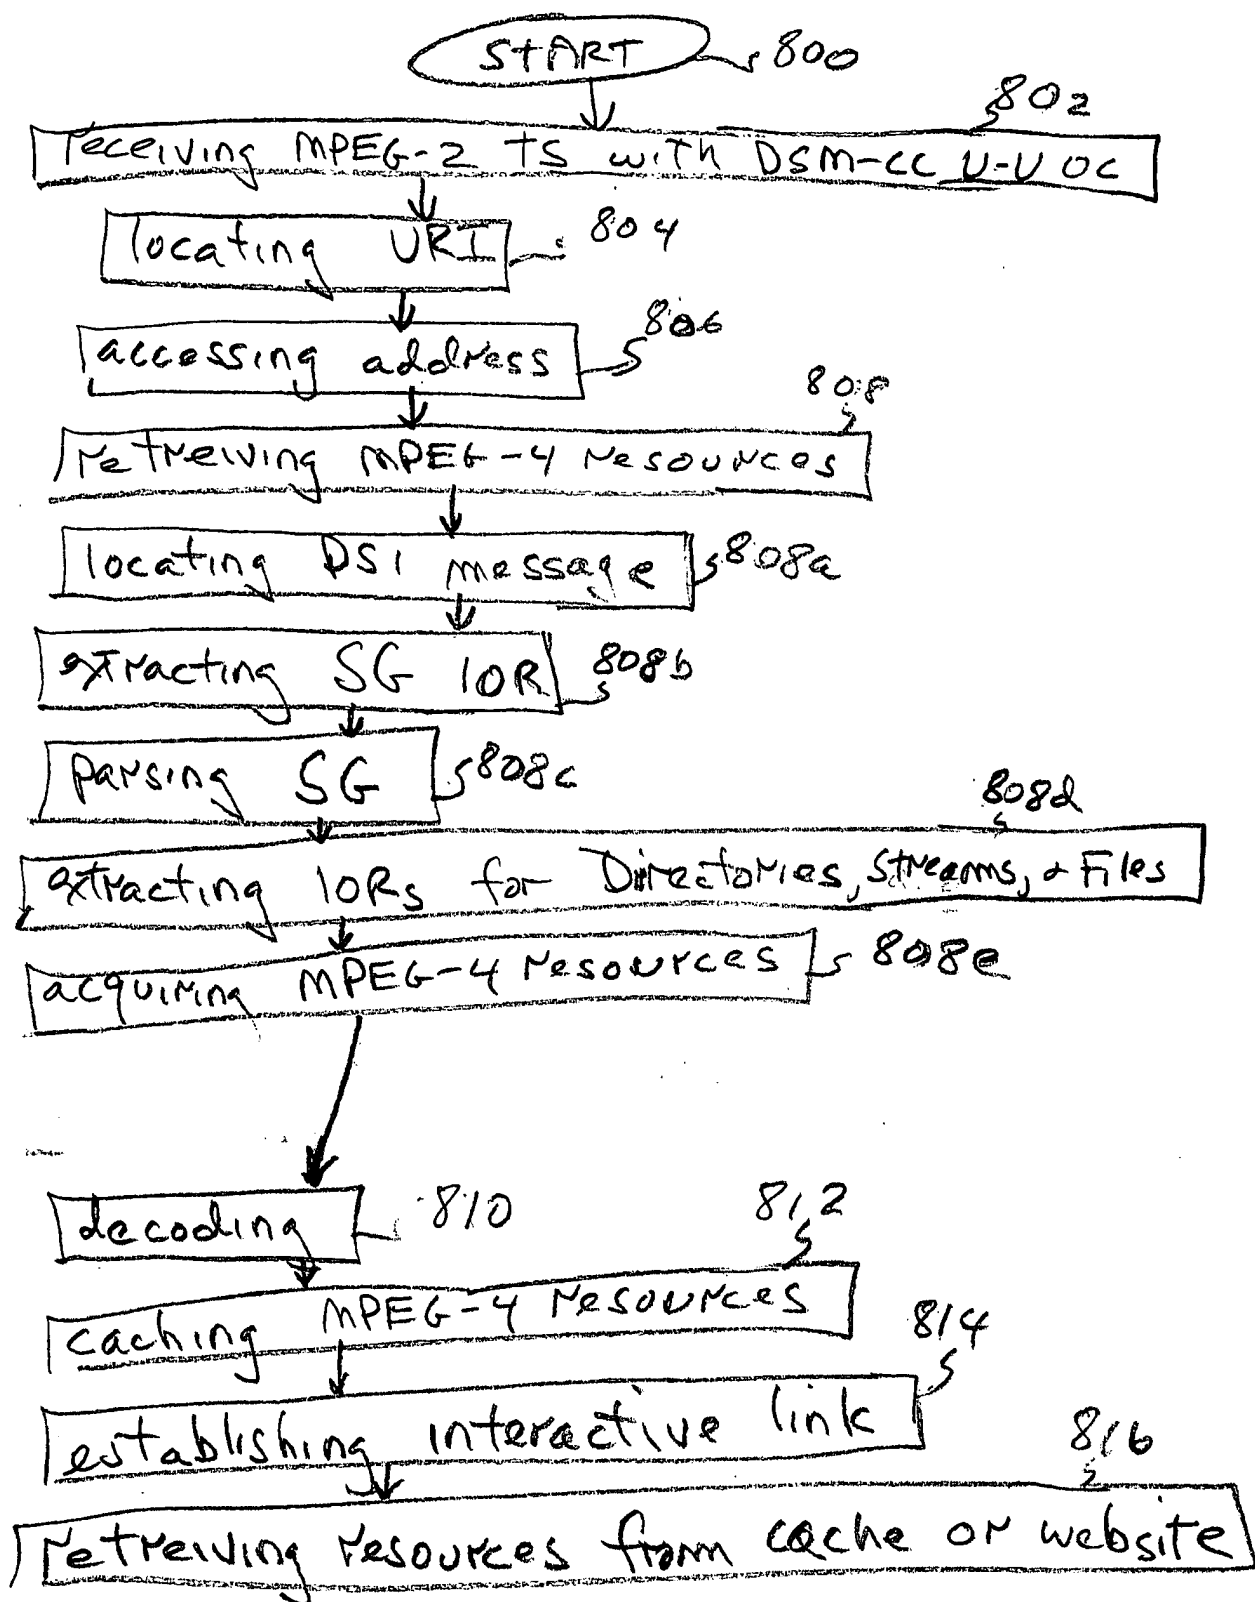 START 800
802
receiving MPEG-2 TS with DSM-CC U-U OC
locating URI 804
accessing address 806
808
retreiving MPEG-4 resources
locating DSI message 808a
extracting SG IOR 808b
parsing SG 808c
808d
extracting IORs for Directories, Streams, & Files
acquiring MPEG-4 resources 808e
decoding 810
812
caching MPEG-4 resources
814
establishing interactive link
816
retreiving resources from cache or website